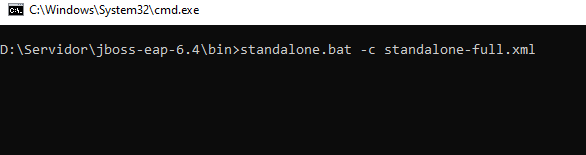 C:\Windows\System32\cmd.exe
D:\Servidor\jboss-eap-6.4\bin>standalone.bat -c standalone-full.xml